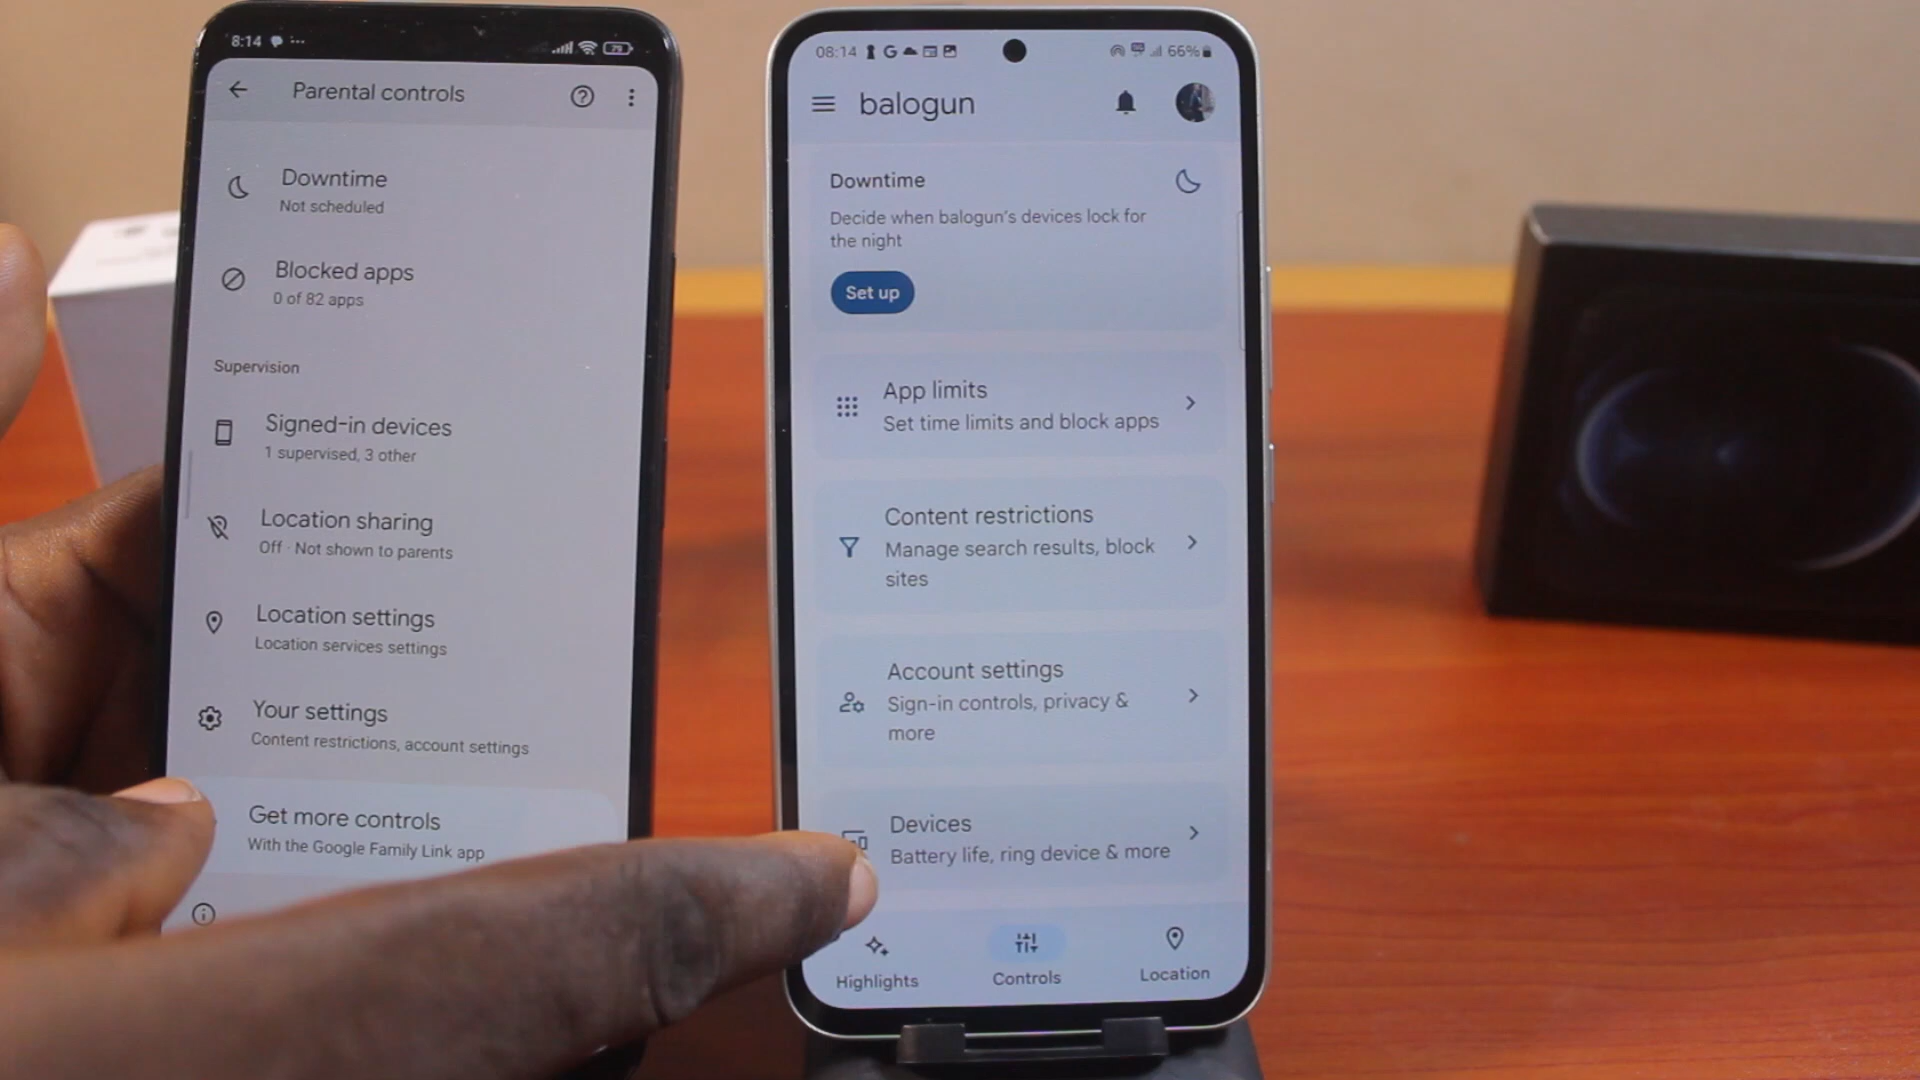 8:14
79
Parental controls
Downtime
Not scheduled
Blocked apps
0 of 82 apps
Supervision
Signed-in devices
1 supervised, 3 other
Location sharing
Off · Not shown to parents
Location settings
Location services settings
Your settings
Content restrictions, account settings
Get more controls
With the Google Family Link app
08:14
G
66%
balogun
Downtime
Decide when balogun's devices lock for
the night
Set up
App limits
Set time limits and block apps
Content restrictions
Manage search results, block
sites
Account settings
Sign-in controls, privacy &
more
Devices
Battery life, ring device & more
Highlights
Controls
Location